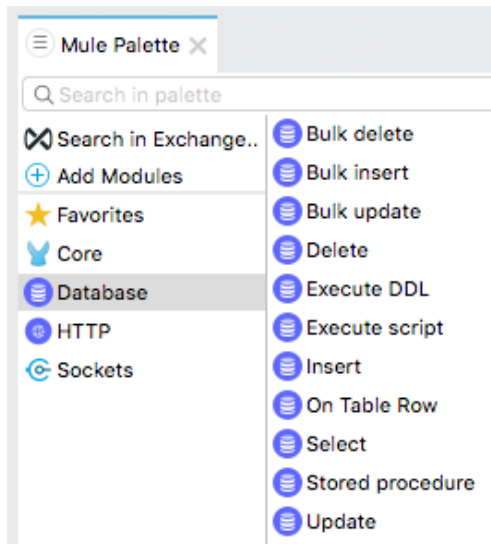 Mule Palette
Search in palette
Search in Exchange..
Add Modules
Favorites
Core
Database
HTTP
Sockets
Bulk delete
Bulk insert
Bulk update
Delete
Execute DDL
Execute script
Insert
On Table Row
Select
Stored procedure
Update